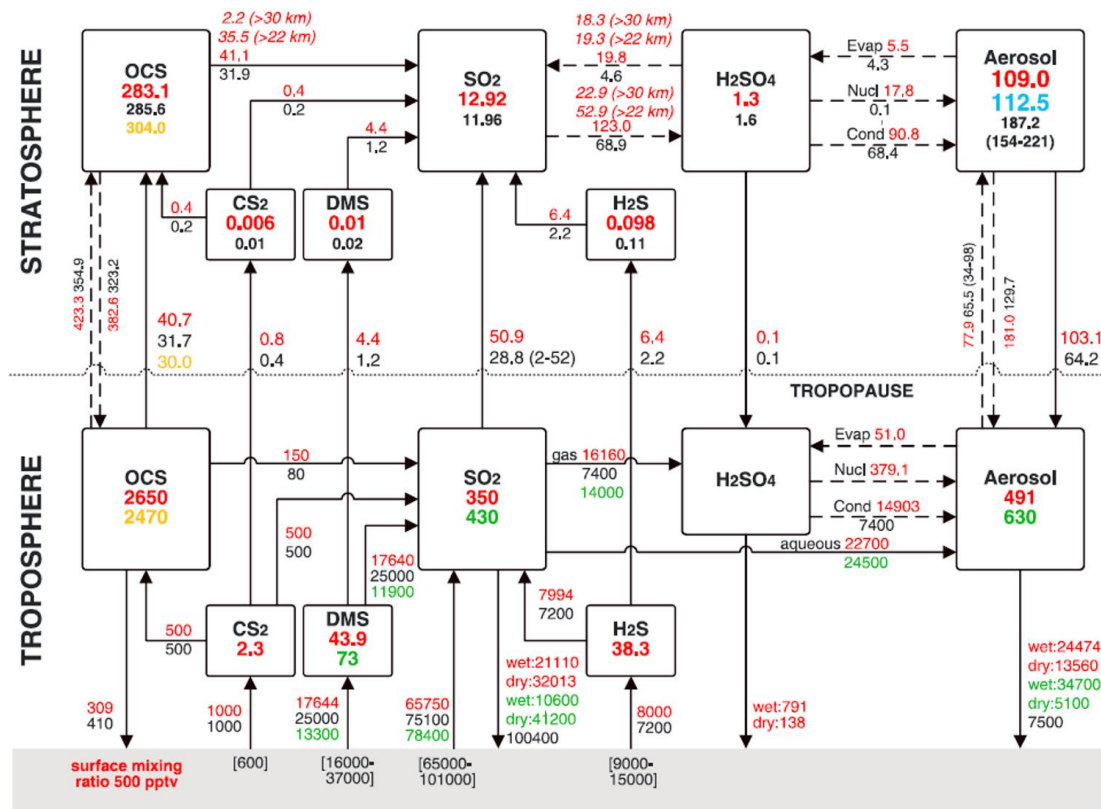 STRATOSPHERE
OCS
283.1
285.6
304.0
2.2 (>30 km)
35.5 (>22 km)
41.1
31.9
0.4
0.2
4.4
1.2
SO2
12.92
11.96
18.3 (>30 km)
19.3 (>22 km)
19.8
4.6
22.9 (>30 km)
52.9 (>22 km)
123.0
68.9
H2SO4
1.3
1.6
Evap 5.5
4.3
Nucl 17.8
0.1
Cond 90.8
68.4
Aerosol
109.0
112.5
187.2
(154-221)
0.4
0.2
CS2
0.006
0.01
DMS
0.01
0.02
6.4
2.2
H2S
0.098
0.11
423.3 354.9
382.6 323.2
40.7
31.7
30.0
0.8
0.4
4.4
1.2
50.9
28.8 (2-52)
6.4
2.2
0.1
0.1
77.9 65.5 (34-98)
181.0 129.7
103.1
64.2
TROPOPAUSE
TROPOSPHERE
OCS
2650
2470
150
80
500
500
17640
25000
11900
SO2
350
430
gas 16160
7400
14000
H2SO4
Evap 51.0
Nucl 379.1
Cond 14903
7400
aqueous 22700
24500
Aerosol
491
630
500
500
CS2
2.3
DMS
43.9
73
7994
7200
H2S
38.3
309
410
1000
1000
17644
25000
13300
65750
75100
78400
wet:21110
dry:32013
wet:10600
dry:41200
100400
8000
7200
wet:791
dry:138
wet:24474
dry:13560
wet:34700
dry:5100
7500
surface mixing
ratio 500 pptv
[600]
[16000-
37000]
[65000-
101000]
[9000-
15000]